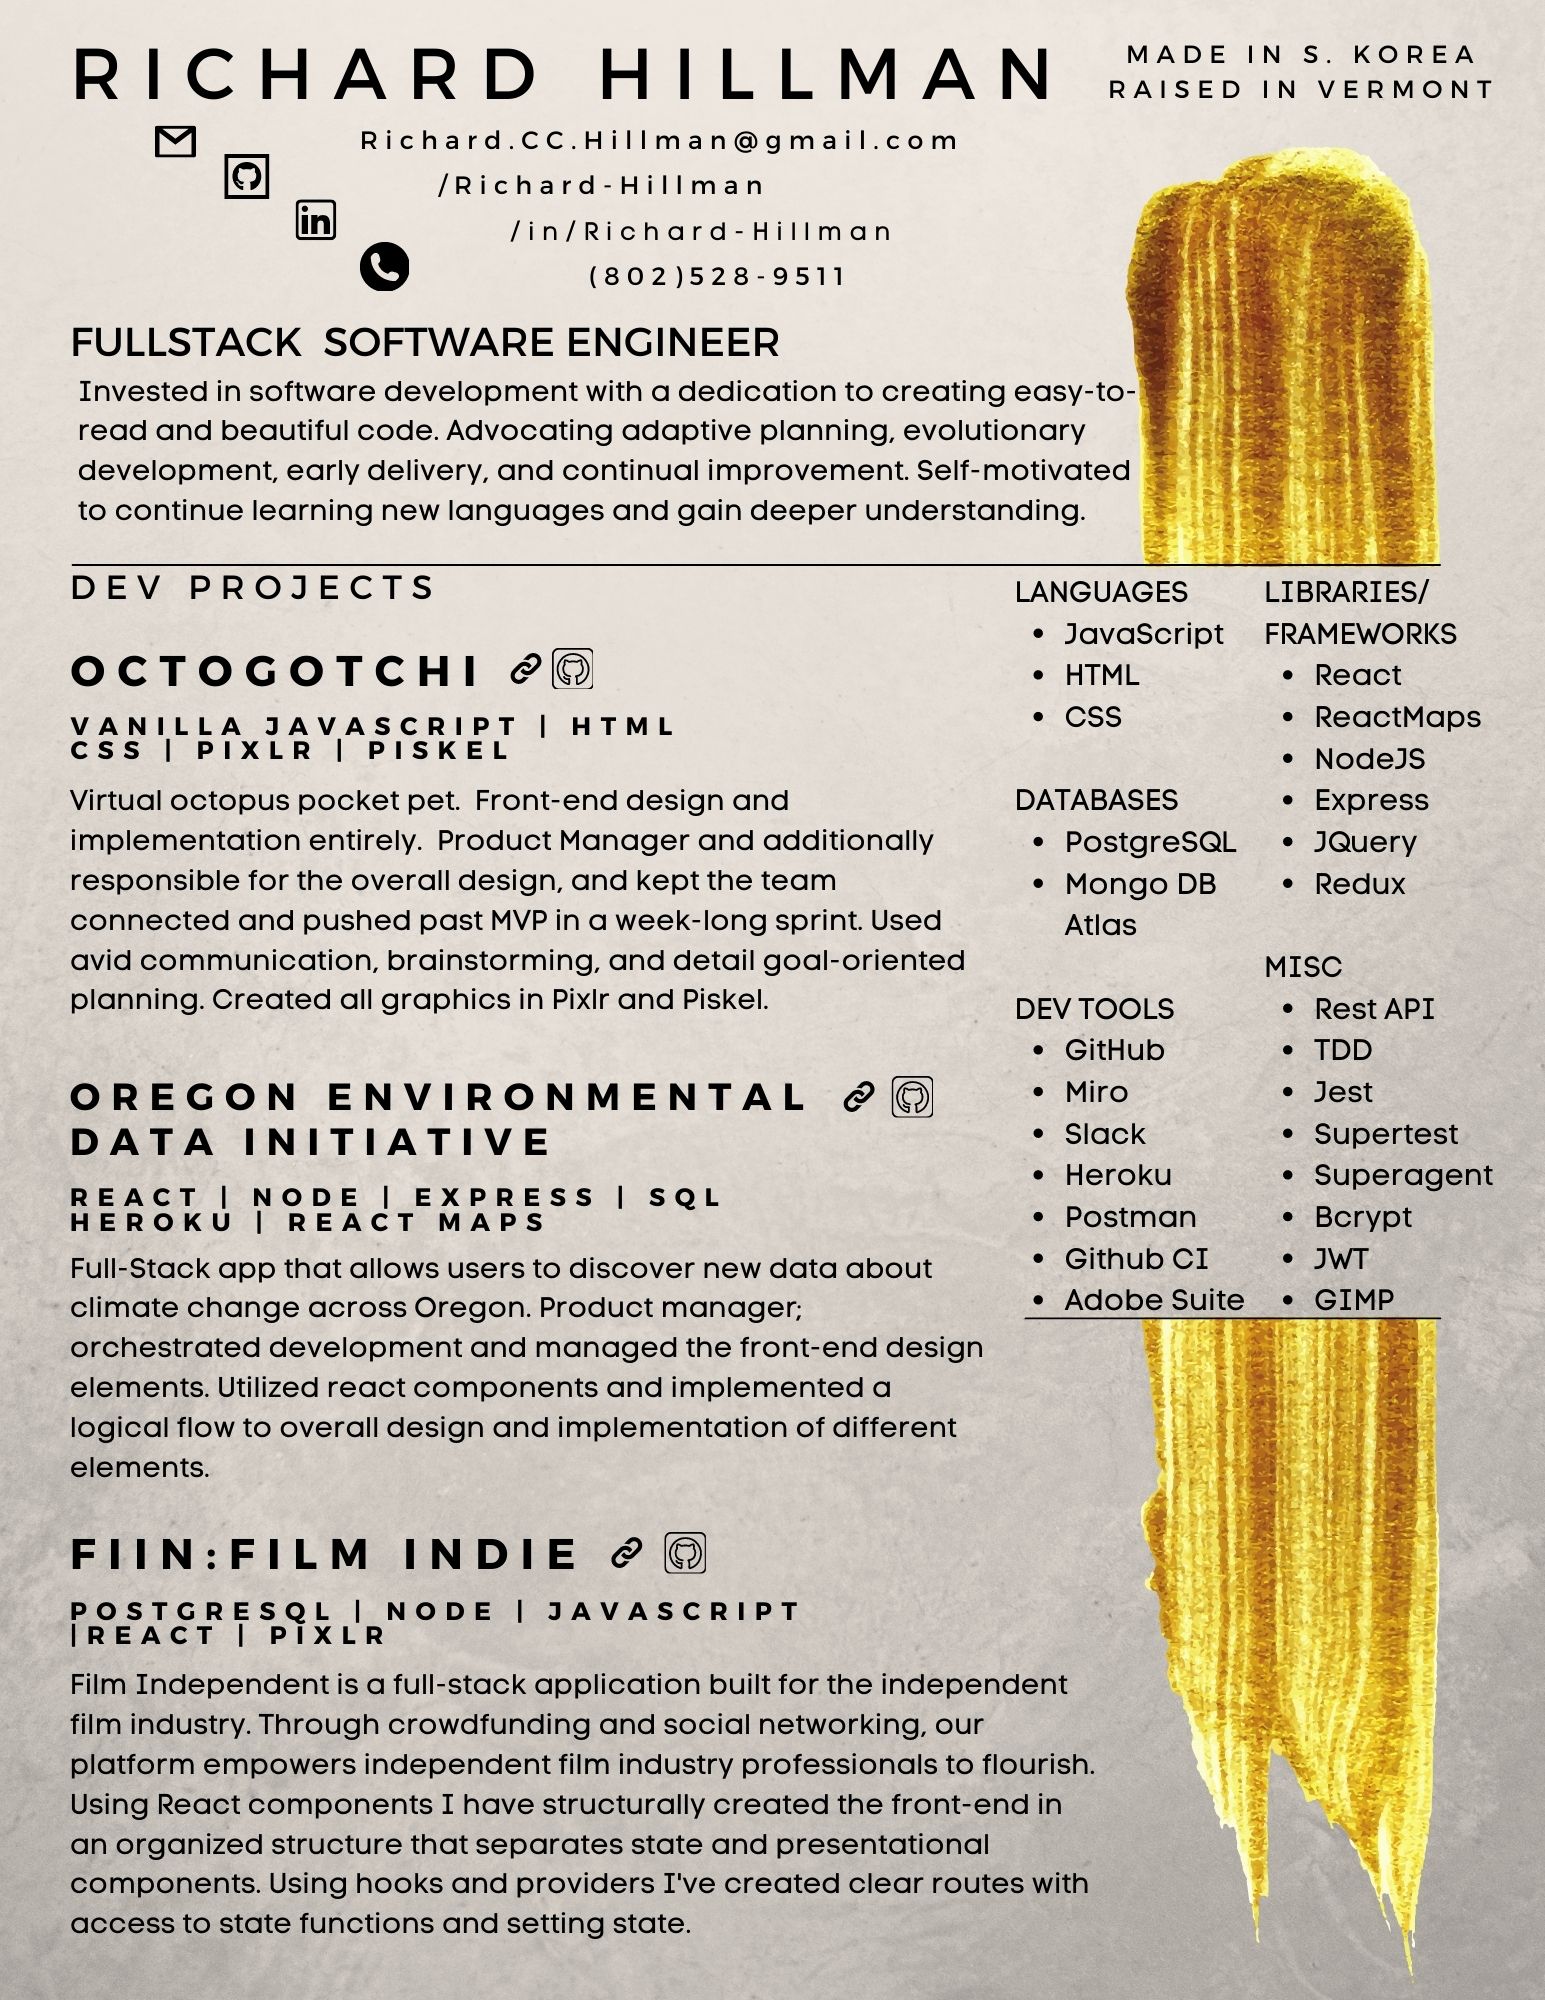 RICHARD HILLMAN
MADE IN S. KOREA
RAISED IN VERMONT
Richard.CC.Hillman@gmail.com
/Richard-Hillman
in
/in/Richard-Hillman
(802)528-9511
FULLSTACK SOFTWARE ENGINEER
Invested in software development with a dedication to creating easy-to-
read and beautiful code. Advocating adaptive planning, evolutionary
development, early delivery, and continual improvement. Self-motivated
to continue learning new languages and gain deeper understanding.
DEV PROJECTS
OCTOGOTCHI
VANILLA JAVASCRIPT | HTML
CSS | PIXLR | PISKEL
Virtual octopus pocket pet. Front-end design and
implementation entirely. Product Manager and additionally
responsible for the overall design, and kept the team
connected and pushed past MVP in a week-long sprint. Used
avid communication, brainstorming, and detail goal-oriented
planning. Created all graphics in Pixlr and Piskel.
OREGON ENVIRONMENTAL
DATA INITIATIVE
REACT | NODE | EXPRESS | SQL
HEROKU | REACT MAPS
Full-Stack app that allows users to discover new data about
climate change across Oregon. Product manager;
orchestrated development and managed the front-end design
elements. Utilized react components and implemented a
logical flow to overall design and implementation of different
elements.
FIIN:FILM INDIE
POSTGRESQL | NODE | JAVASCRIPT
|REACT | PIXLR
Film Independent is a full-stack application built for the independent
film industry. Through crowdfunding and social networking, our
platform empowers independent film industry professionals to flourish.
Using React components I have structurally created the front-end in
an organized structure that separates state and presentational
components. Using hooks and providers I've created clear routes with
access to state functions and setting state.
LANGUAGES
• JavaScript
• HTML
• CSS
DATABASES
• PostgreSQL
• Mongo DB
Atlas
DEV TOOLS
• GitHub
• Miro
• Slack
• Heroku
• Postman
• Github CI
• Adobe Suite
LIBRARIES/
FRAMEWORKS
• React
• ReactMaps
• NodeJS
• Express
• JQuery
• Redux
MISC
• Rest API
• TDD
• Jest
• Supertest
• Superagent
• Bcrypt
• JWT
• GIMP